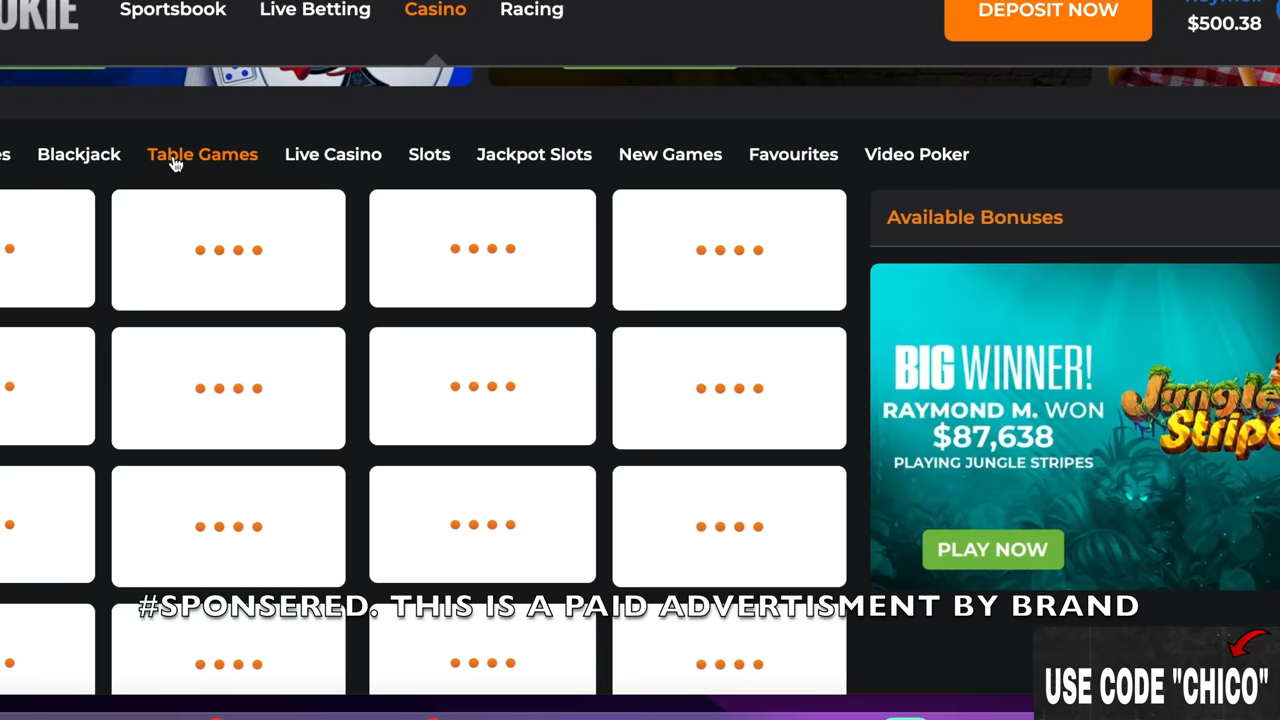 Sportsbook Live Betting Casino Racing DEPOSIT NOW
$500.38
Blackjack Table Games Live Casino Slots Jackpot Slots New Games Favourites Video Poker
Available Bonuses
BIG WINNER!
RAYMOND M. WON
$87,638
PLAYING JUNGLE STRIPES
Jungle
PLAY NOW
#SPONSERED. THIS IS A PAID ADVERTISMENT BY BRAND
USE CODE "CHICO"